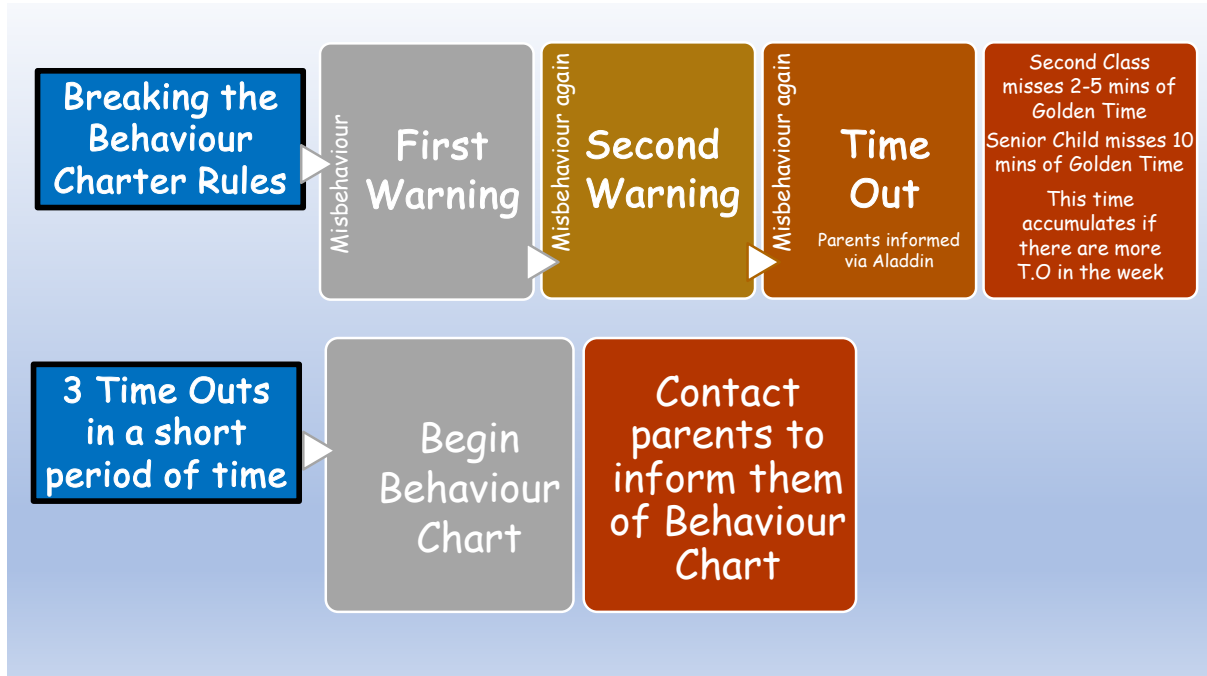 Breaking the
Behaviour
Charter Rules
Misbehaviour
First
Warning
Misbehaviour again
Second
Warning
Misbehaviour again
Time
Out
Parents informed
via Aladdin
Second Class
misses 2-5 mins of
Golden Time
Senior Child misses 10
mins of Golden Time
This time
accumulates if
there are more
T.O in the week
3 Time Outs
in a short
period of time
Begin
Behaviour
Chart
Contact
parents to
inform them
of Behaviour
Chart